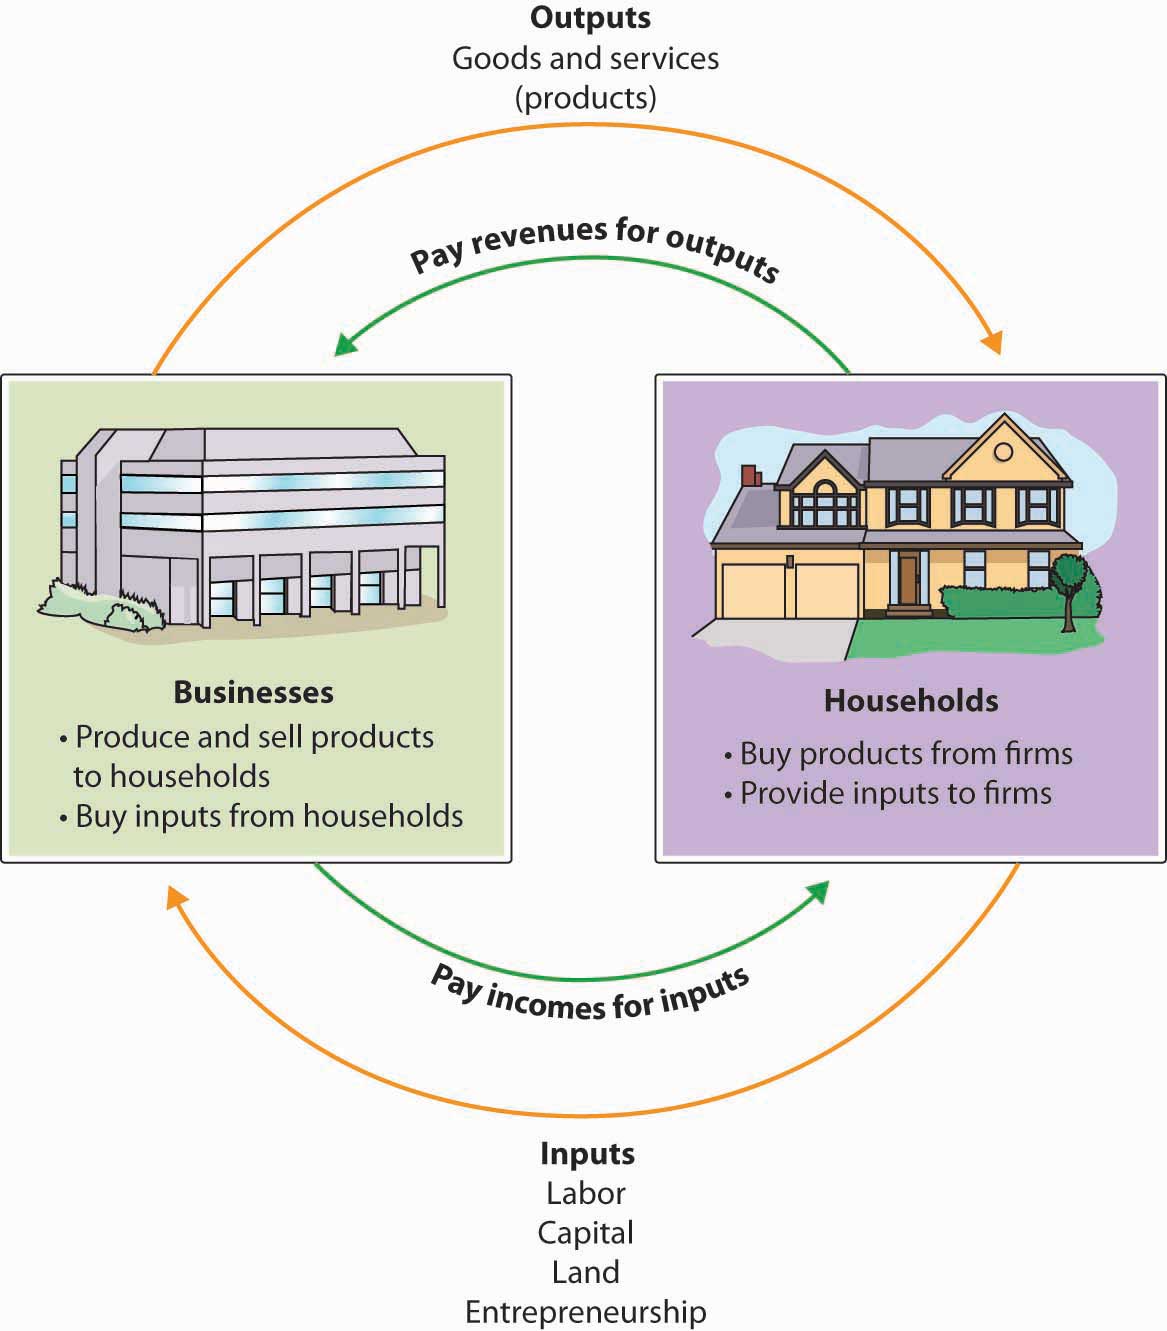 Outputs
Goods and services
(products)
Pay revenues for outputs
Businesses
• Produce and sell products
to households
• Buy inputs from households
Households
• Buy products from firms
• Provide inputs to firms
Pay incomes for inputs
Inputs
Labor
Capital
Land
Entrepreneurship